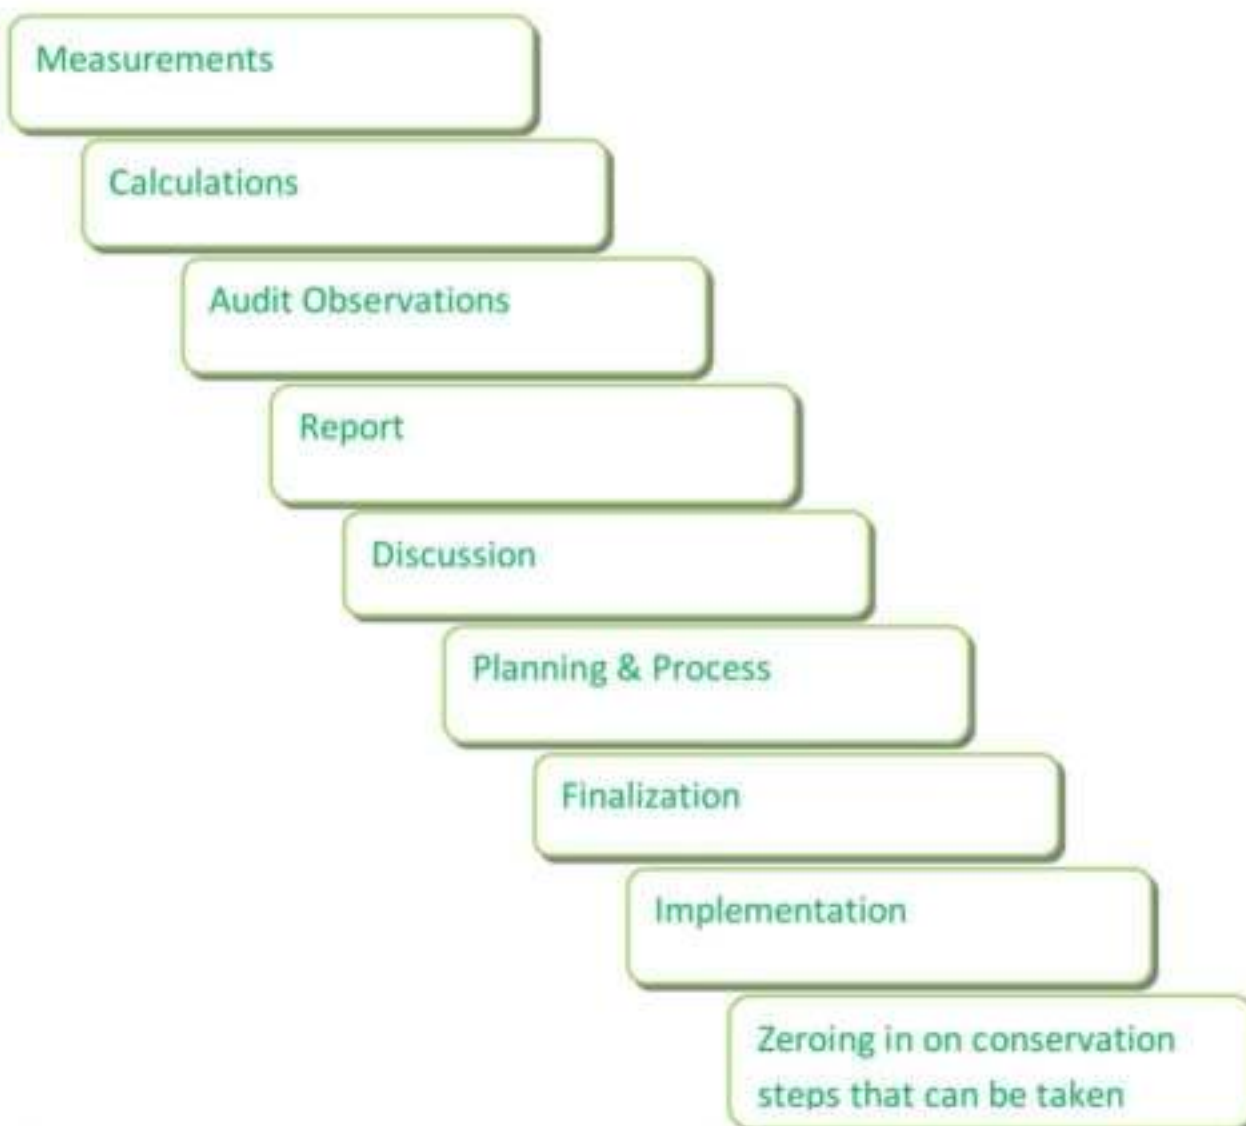 Measurements
Calculations
Audit Observations
Report
Discussion
Planning & Process
Finalization
Implementation
Zeroing in on conservation
steps that can be taken